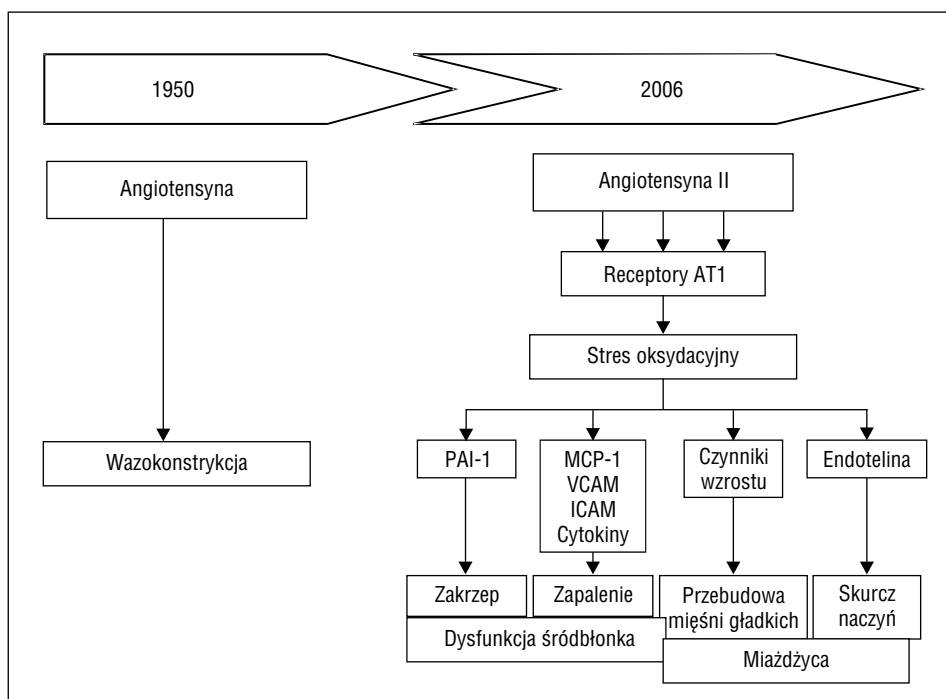 1950
2006
Angiotensyna
Angiotensyna II
Receptory AT1
Stres oksydacyjny
Wazokonstrykcja
PAI-1
MCP-1
VCAM
ICAM
Cytokiny
Czynniki
wzrostu
Endotelina
Zakrzep
Zapalenie
Przebudowa
mięśni gładkich
Skurcz
naczyń
Dysfunkcja śródbłonka
Miażdżyca